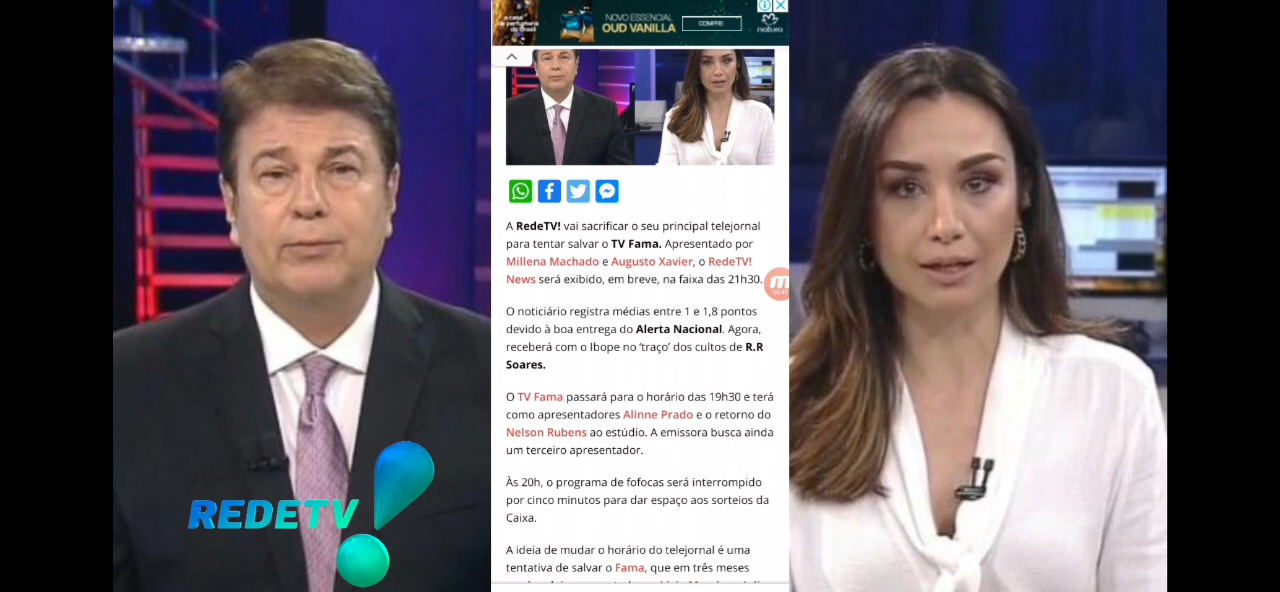 a casa
da perfumaria
do Brasil
NOVO ESSENCIAL
OUD VANILLA
COMPRE
natura
A RedeTV! vai sacrificar o seu principal telejornal
para tentar salvar o TV Fama. Apresentado por
Millena Machado e Augusto Xavier, o RedeTV!
News será exibido, em breve, na faixa das 21h30.
O noticiário registra médias entre 1 e 1,8 pontos
devido à boa entrega do Alerta Nacional. Agora,
receberá com o Ibope no ‘traço’ dos cultos de R.R
Soares.
O TV Fama passará para o horário das 19h30 e terá
como apresentadores Alinne Prado e o retorno do
Nelson Rubens ao estúdio. A emissora busca ainda
um terceiro apresentador.
Às 20h, o programa de fofocas será interrompido
por cinco minutos para dar espaço aos sorteios da
Caixa.
A ideia de mudar o horário do telejornal é uma
tentativa de salvar o Fama, que em três meses
REDETV!